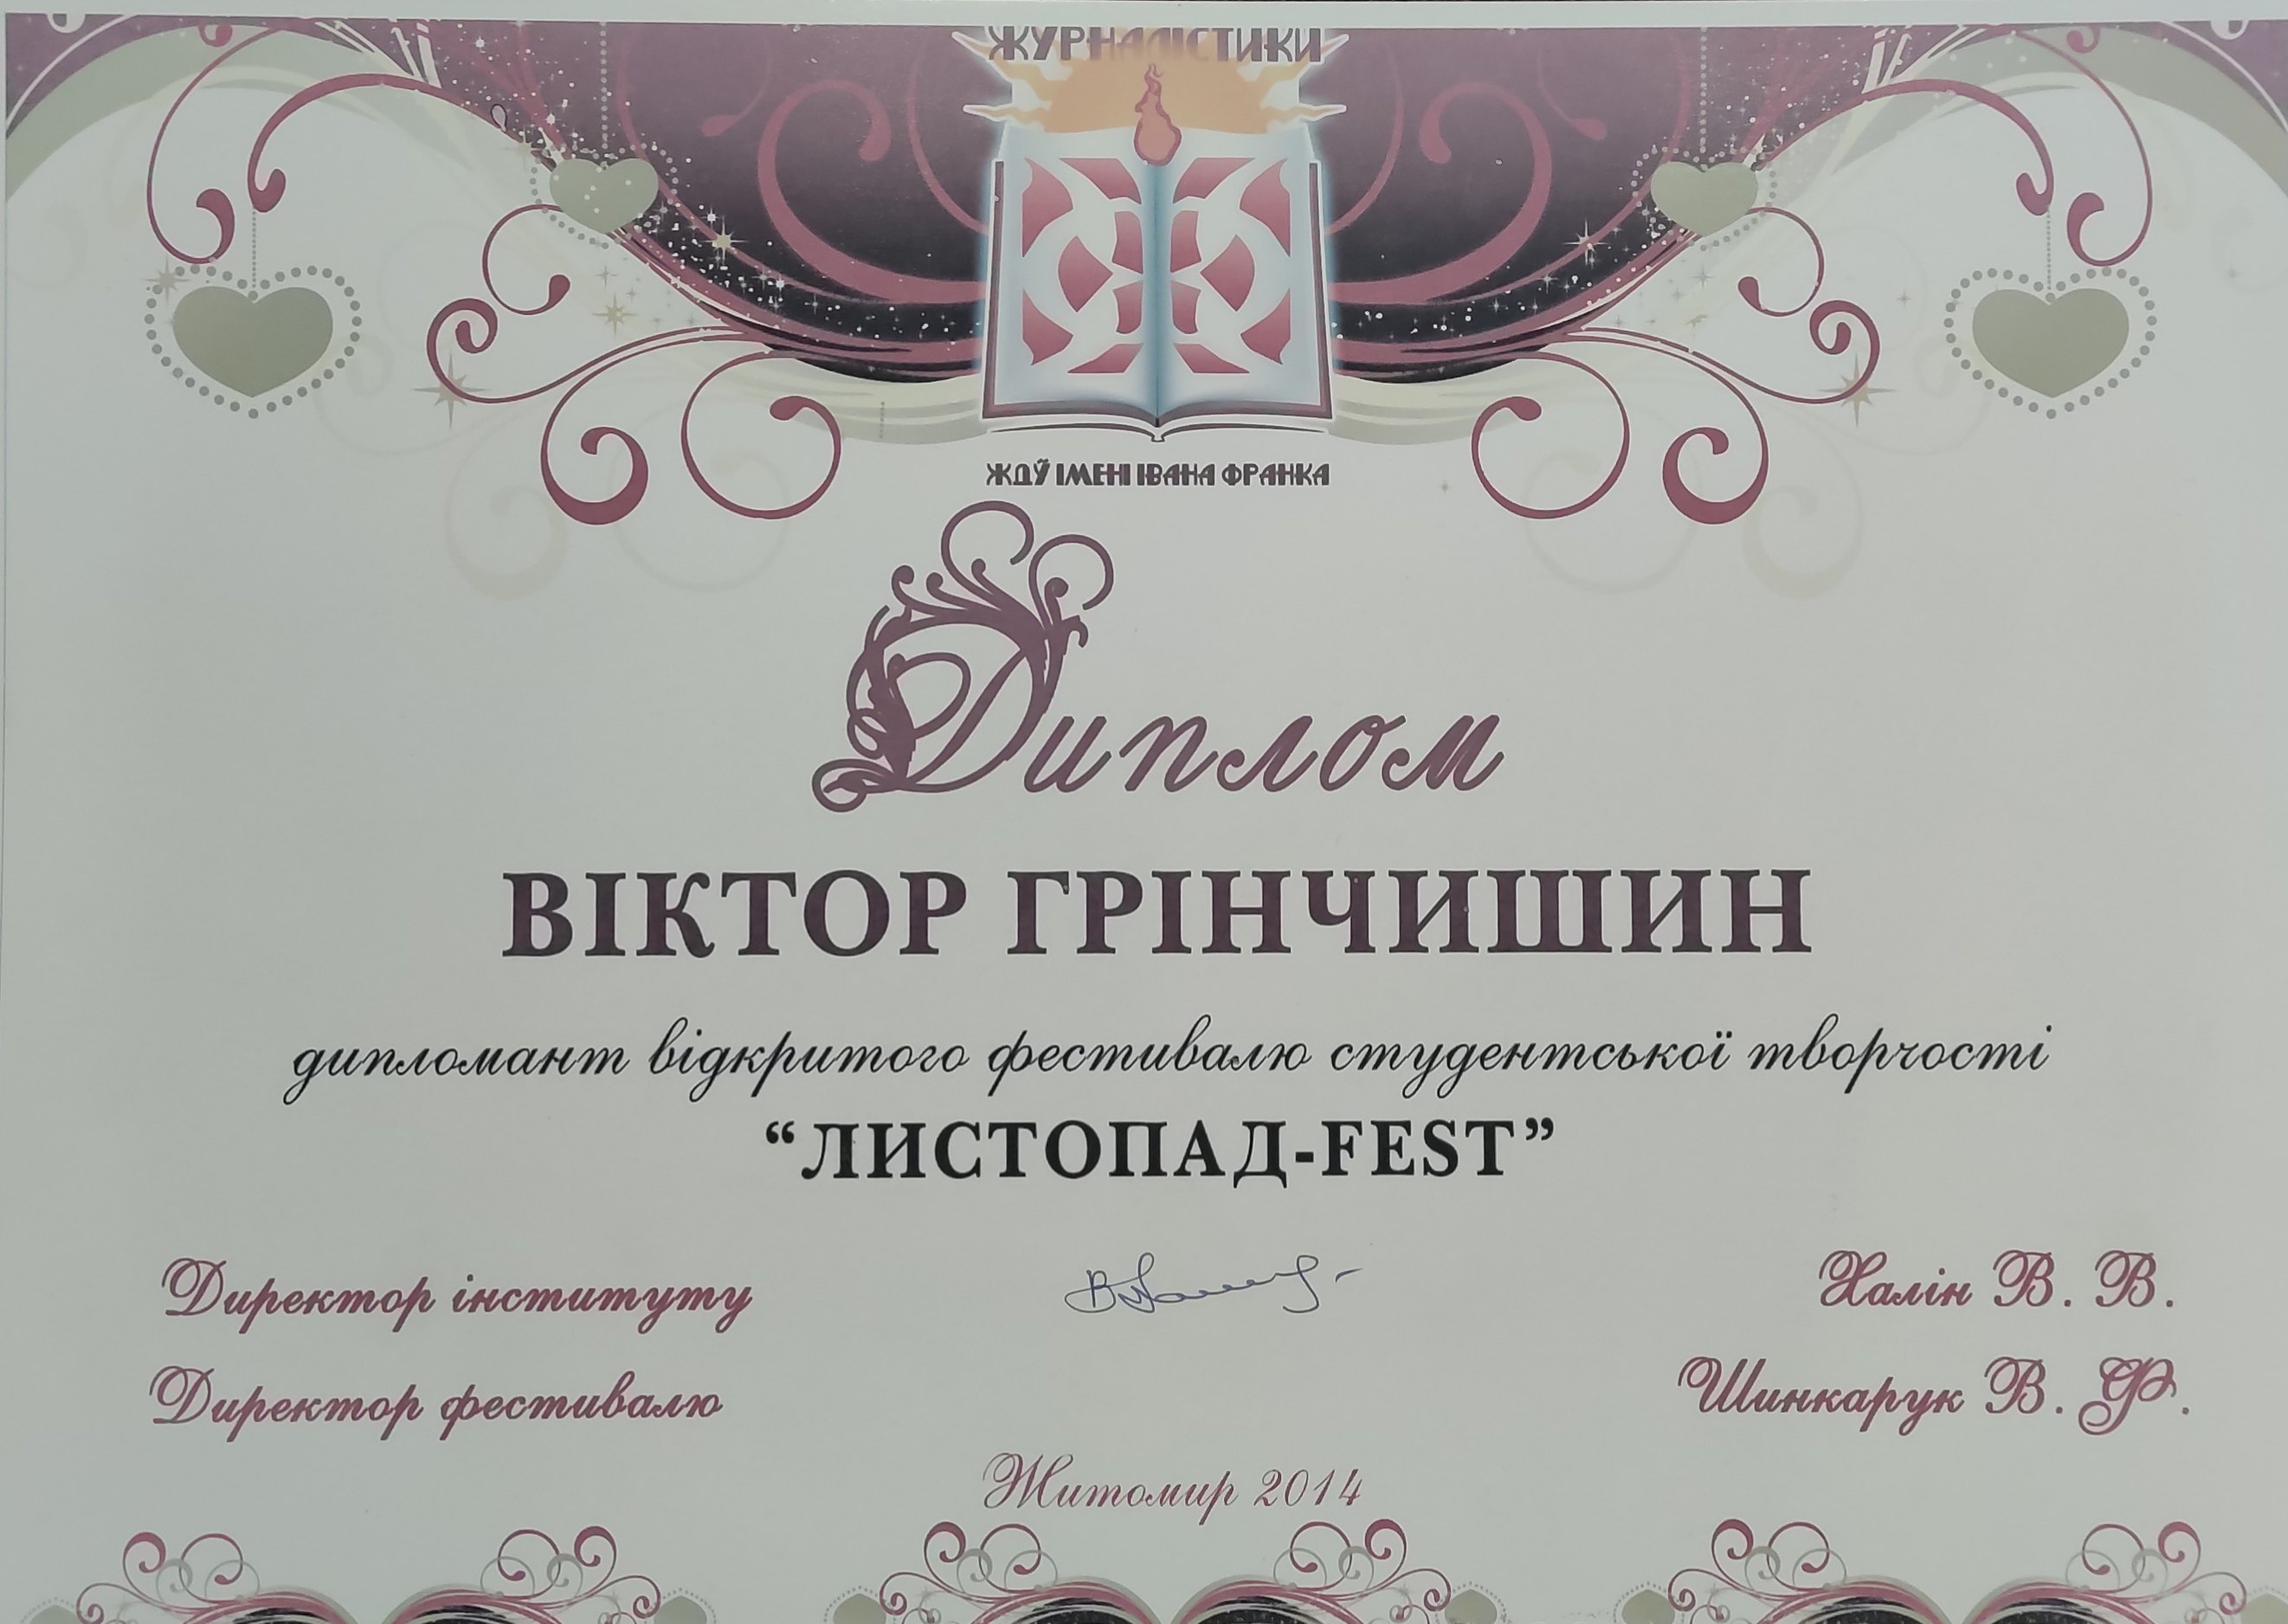 ЖУРНАЛІСТИКИ
ЖДУ ІМЕНІ ІВАНА ФРАНКА
Диплом
ВІКТОР ГРІНЧИШИН
дипломант відкритого фестивалю студентської творчості
“ЛИСТОПАД-FEST”
Директор інституту Халін В. В.
Директор фестивалю Шинкарук В. Ф.
Житомир 2014